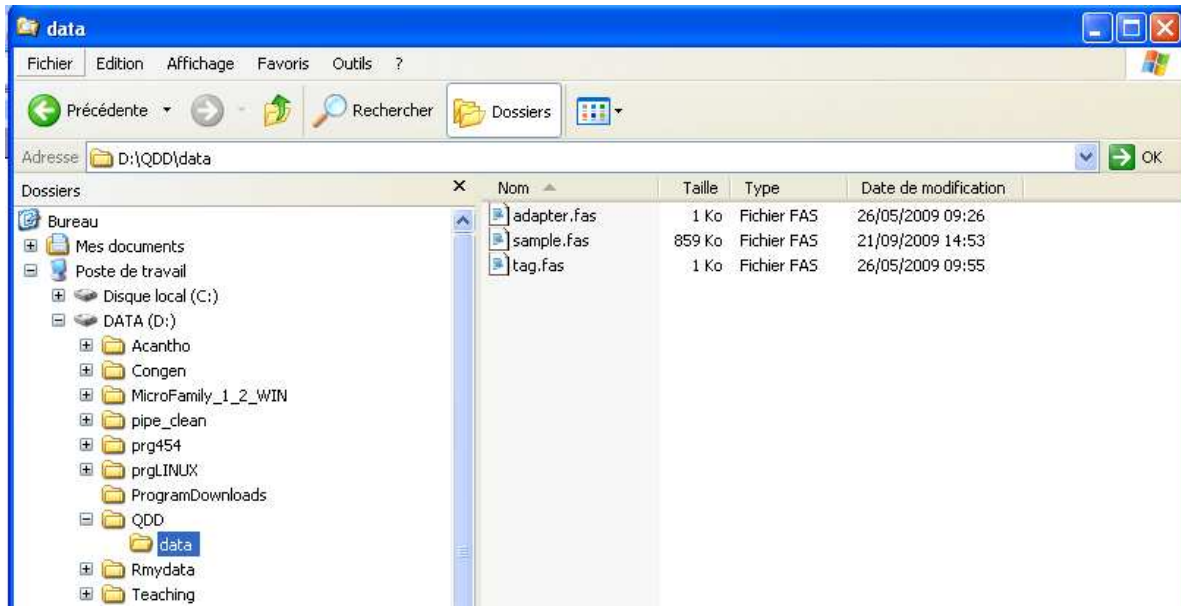 data
Fichier Edition Affichage Favoris Outils ?
Précédente Rechercher Dossiers
Adresse D:\QDD\data OK
Dossiers
Bureau
Mes documents
Poste de travail
Disque local (C:)
DATA (D:)
Acantho
Congen
MicroFamily_1_2_WIN
pipe_clean
prg454
prgLINUX
ProgramDownloads
QDD
data
Rmydata
Teaching
Nom Taille Type Date de modification
adapter.fas 1 Ko Fichier FAS 26/05/2009 09:26
sample.fas 859 Ko Fichier FAS 21/09/2009 14:53
tag.fas 1 Ko Fichier FAS 26/05/2009 09:55